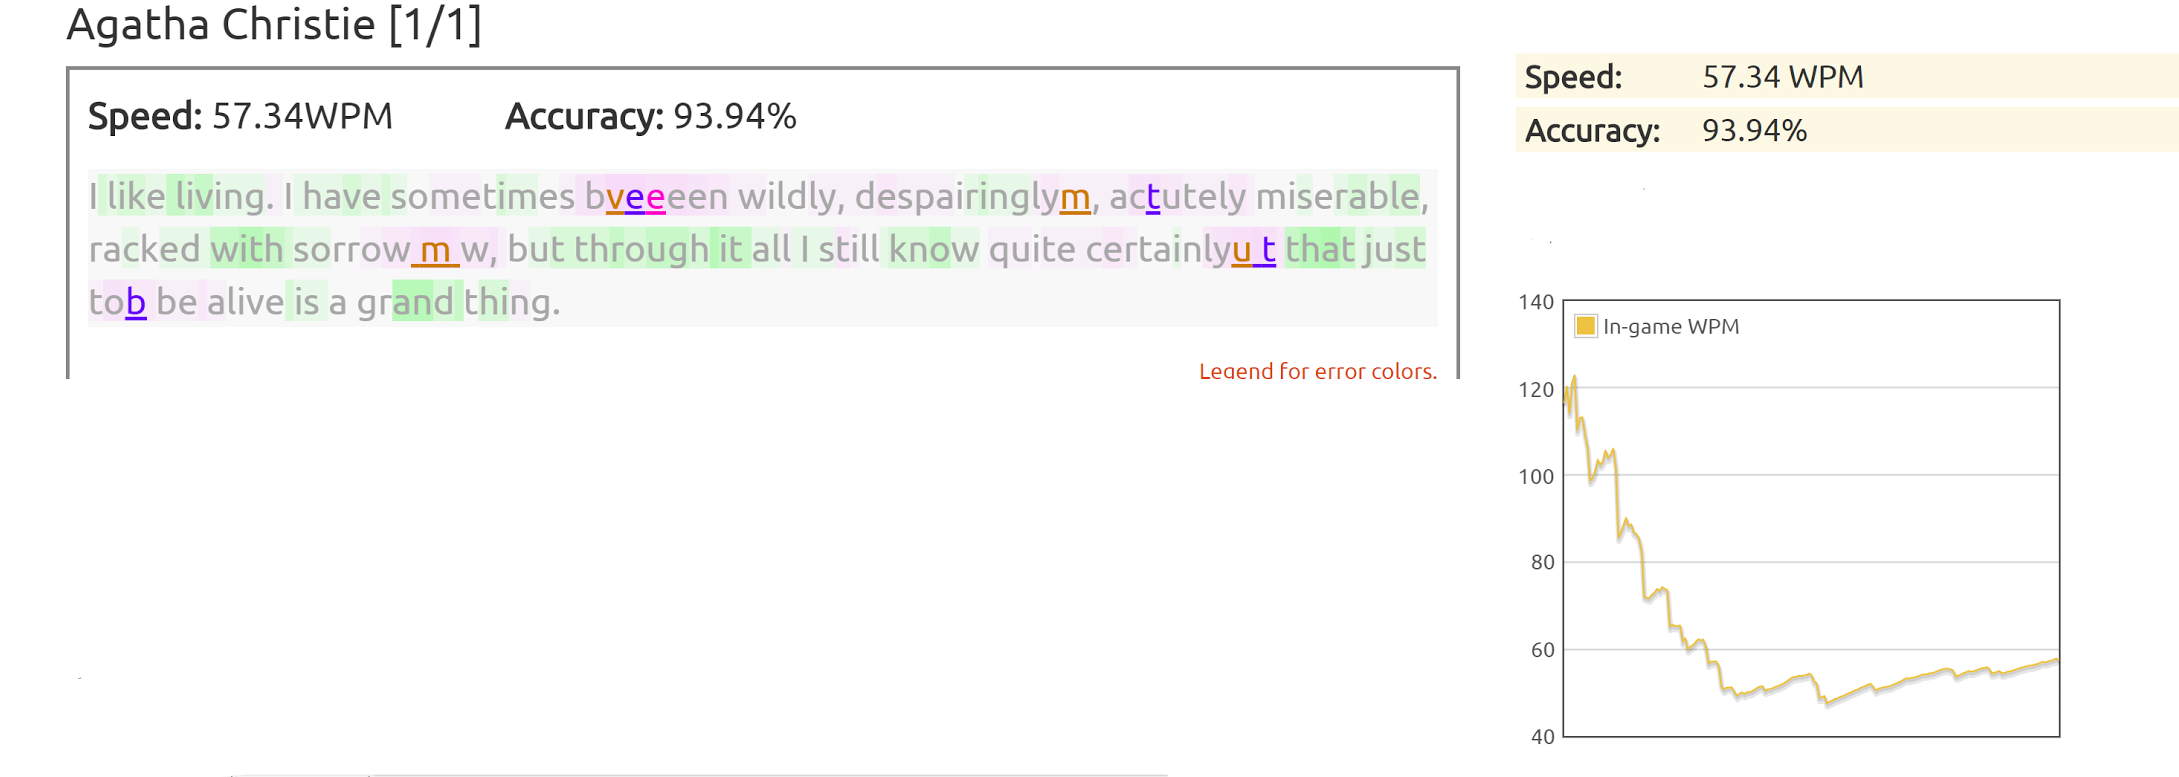 Agatha Christie [1/1]
Speed: 57.34WPM Accuracy: 93.94%
I like living. I have sometimes bveeeen wildly, despairinglym, actutely miserable,
racked with sorrow m w, but through it all I still know quite certainlyu t that just
tob be alive is a grand thing.
Legend for error colors.
Speed: 57.34 WPM
Accuracy: 93.94%
140
In-game WPM
120
100
80
60
40